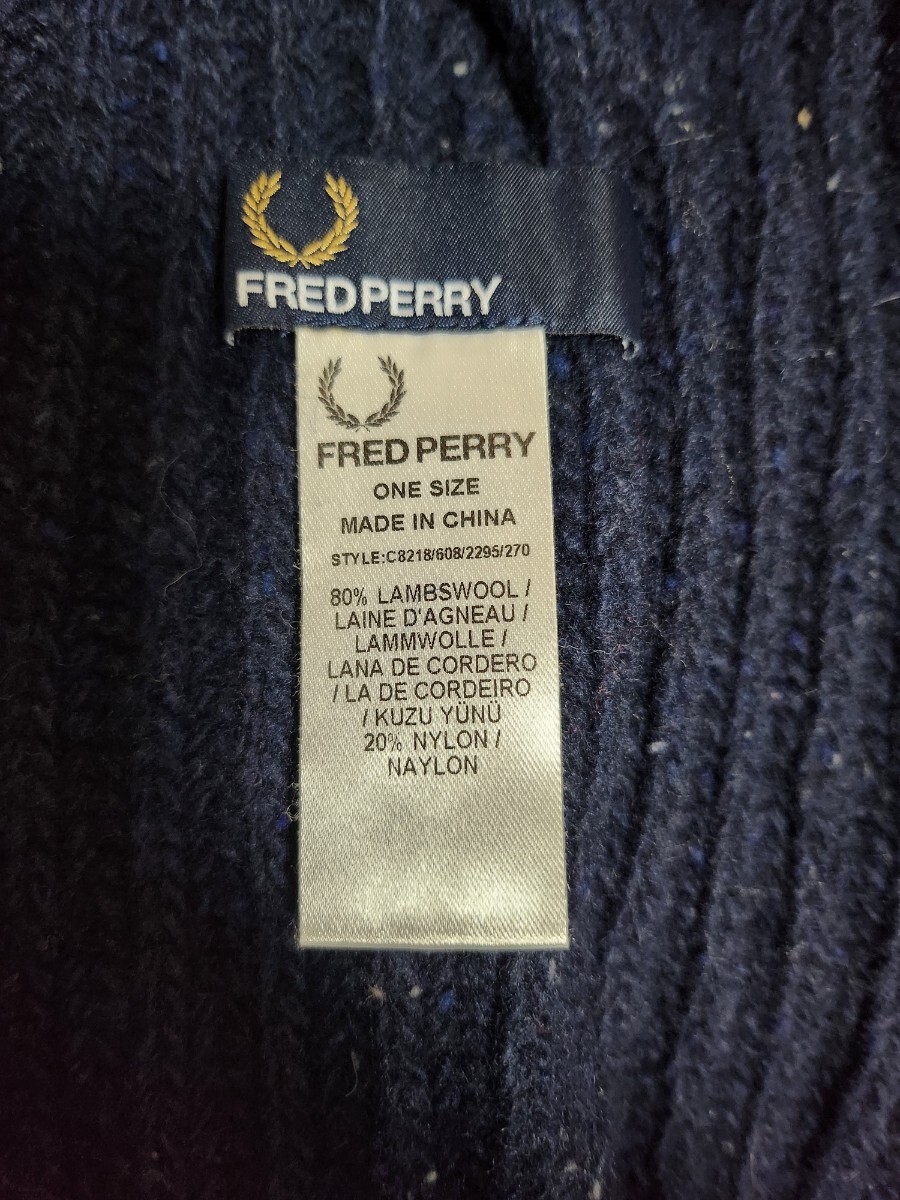 FRED PERRY
FRED PERRY
ONE SIZE
MADE IN CHINA
STYLE:C8218/608/2295/270
80% LAMBSWOOL /
LAINE D'AGNEAU /
LAMMWOLLE /
LANA DE CORDERO
/ LA DE CORDEIRO
/ KUZU YÜNÜ
20% NYLON /
NAYLON